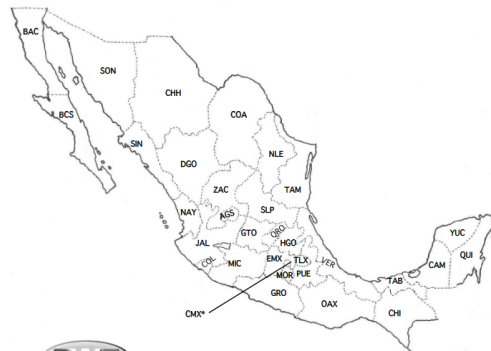 BAC
SON
CHH
COA
BCS
SIN
NLE
DGO
ZAC
TAM
NAY
AGS
SLP
GTO
QRO
HGO
JAL
COL
MIC
EMX
TLX
VER
MOR
PUE
GRO
CMX*
OAX
TAB
CHI
CAM
YUC
QUI